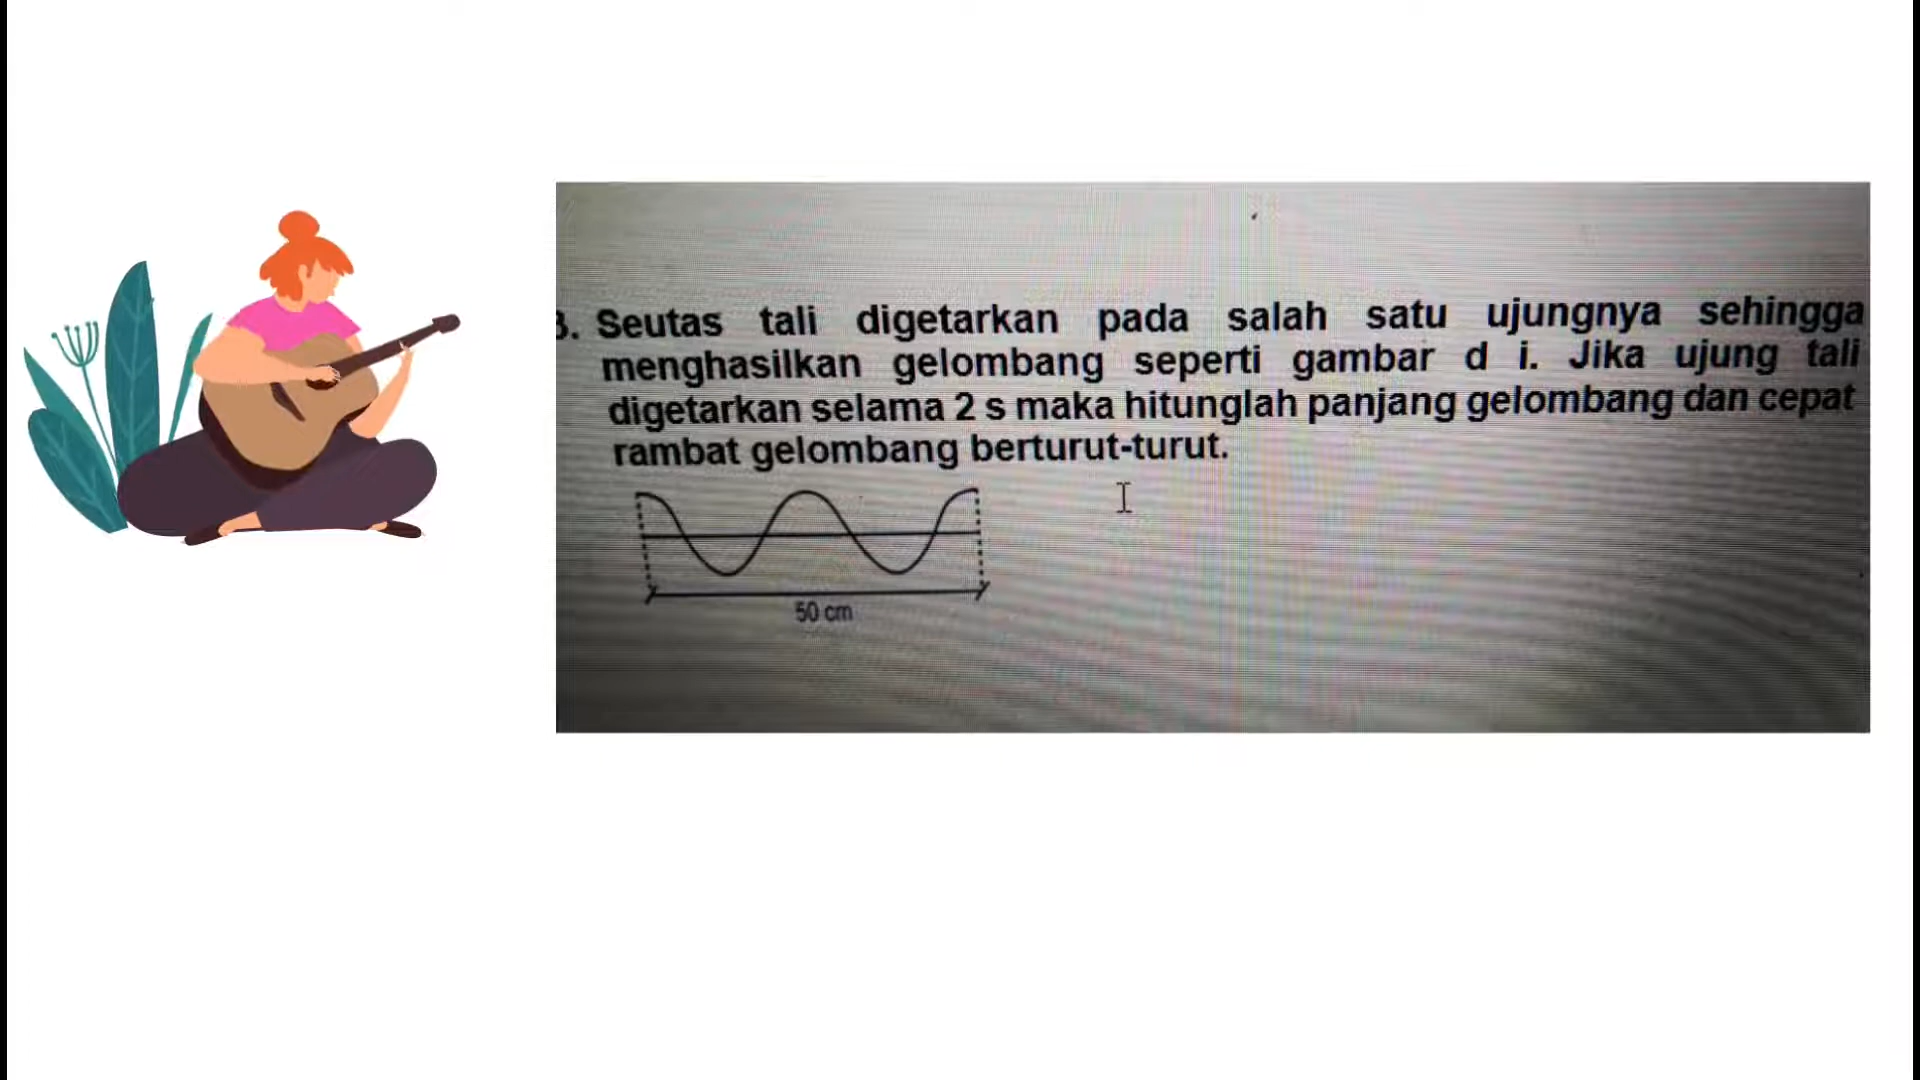 3. Seutas tali digetarkan pada salah satu ujungnya sehingga
menghasilkan gelombang seperti gambar d i. Jika ujung tali
digetarkan selama 2 s maka hitunglah panjang gelombang dan cepat
rambat gelombang berturut-turut.
50 cm